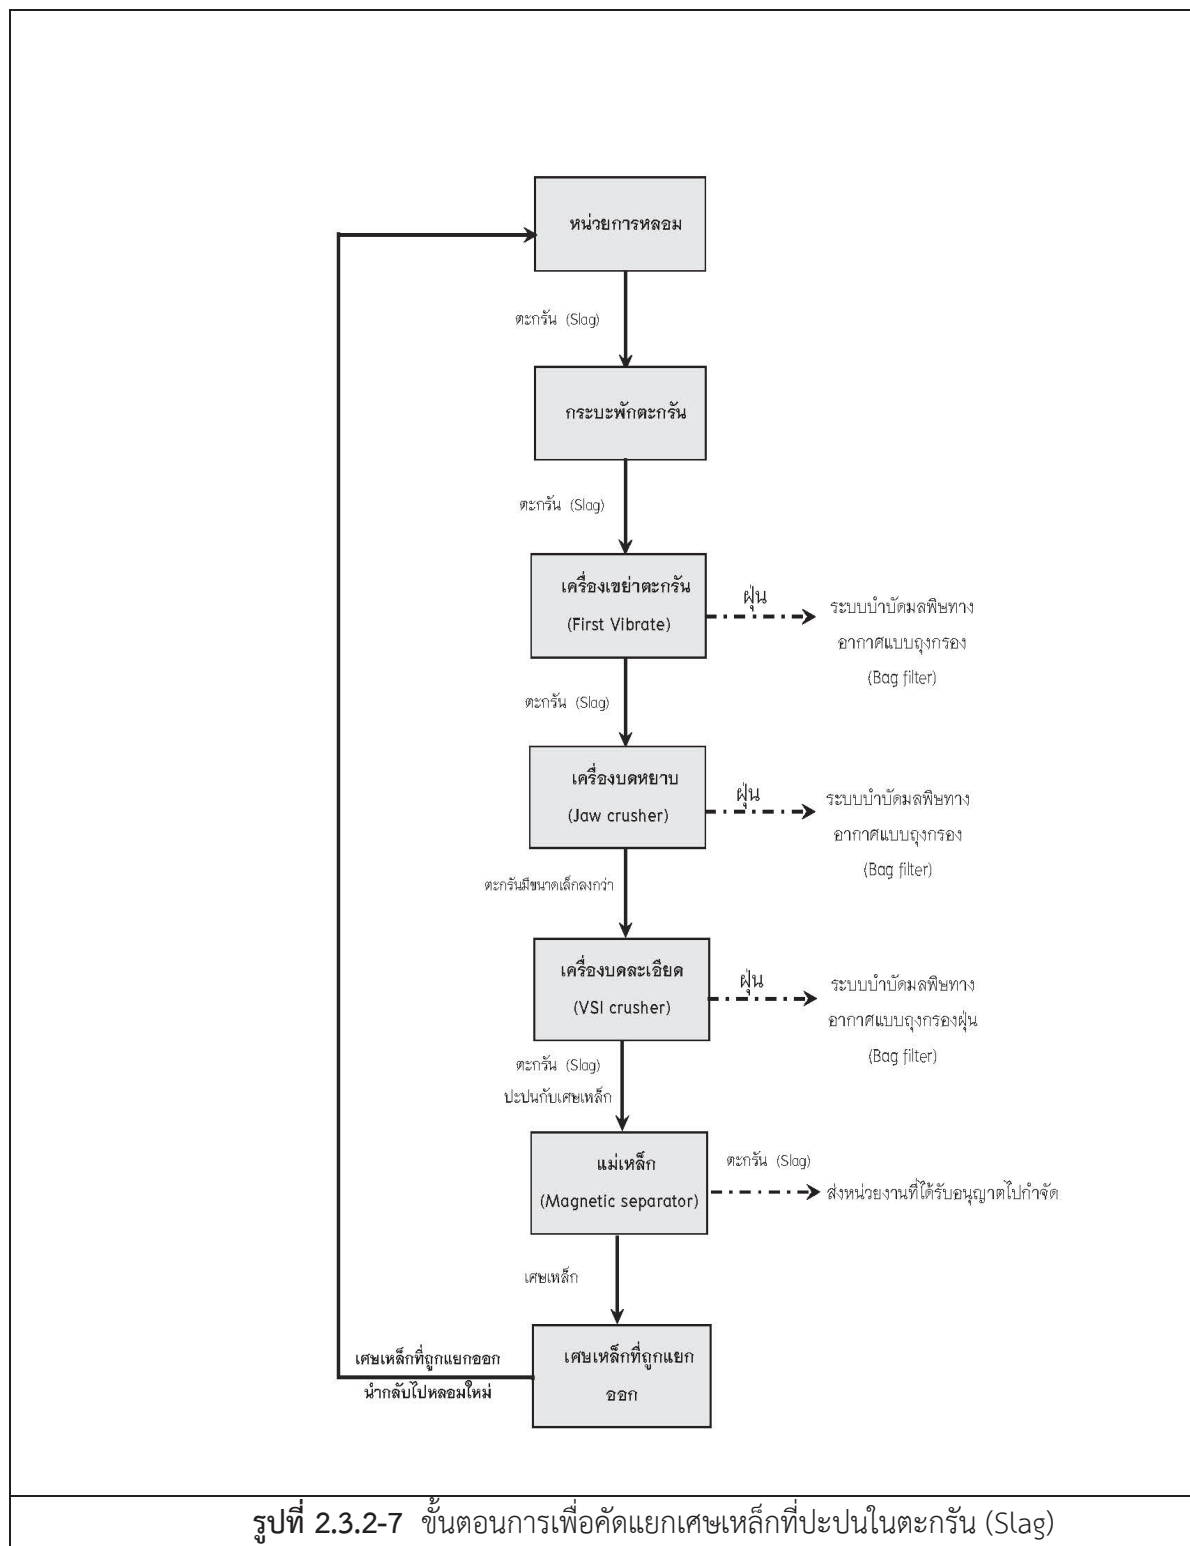 หน่วยการหลอม
ตะกรัน (Slag)
กระบะพักตะกรัน
ตะกรัน (Slag)
เครื่องเขย่าตะกรัน
(First Vibrate)
ฝุ่น
ระบบบำบัดมลพิษทาง
อากาศแบบถุงกรอง
(Bag filter)
ตะกรัน (Slag)
เครื่องบดหยาบ
(Jaw crusher)
ฝุ่น
ระบบบำบัดมลพิษทาง
อากาศแบบถุงกรอง
(Bag filter)
ตะกรันมีขนาดเล็กลงกว่า
เครื่องบดละเอียด
(VSI crusher)
ฝุ่น
ระบบบำบัดมลพิษทาง
อากาศแบบถุงกรองฝุ่น
(Bag filter)
ตะกรัน (Slag)
ปะปนกับเศษเหล็ก
แม่เหล็ก
(Magnetic separator)
ตะกรัน (Slag)
ส่งหน่วยงานที่ได้รับอนุญาตไปกำจัด
เศษเหล็ก
เศษเหล็กที่ถูกแยก
ออก
เศษเหล็กที่ถูกแยกออก
นำกลับไปหลอมใหม่
รูปที่ 2.3.2-7 ขั้นตอนการเพื่อคัดแยกเศษเหล็กที่ปะปนในตะกรัน (Slag)